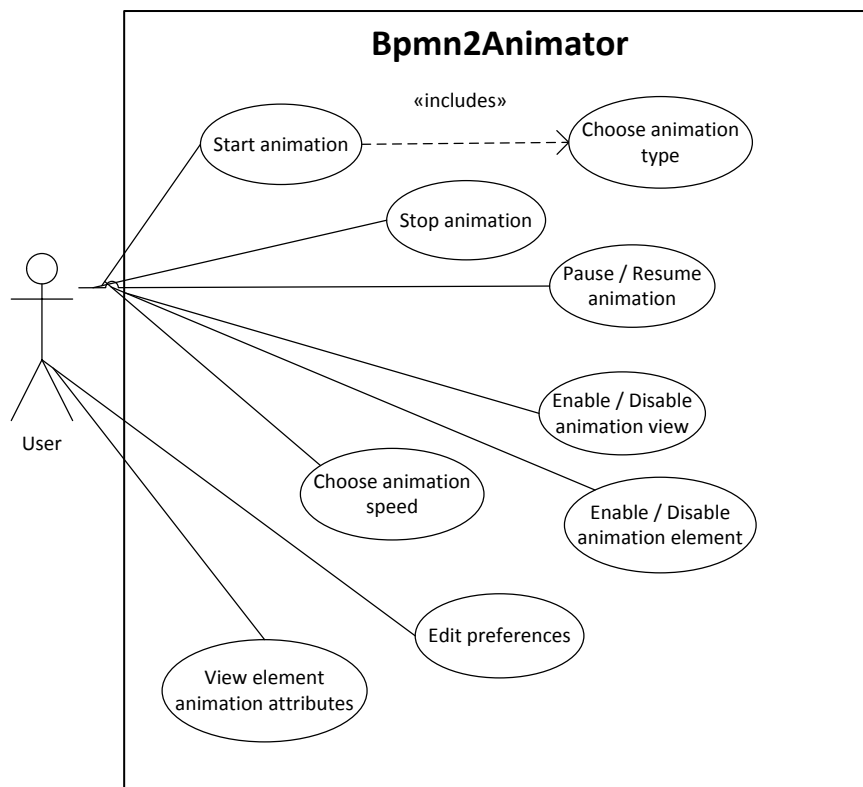 Bpmn2Animator
«includes»
Start animation
Choose animation
type
Stop animation
Pause / Resume
animation
Enable / Disable
animation view
User
Choose animation
speed
Enable / Disable
animation element
Edit preferences
View element
animation attributes